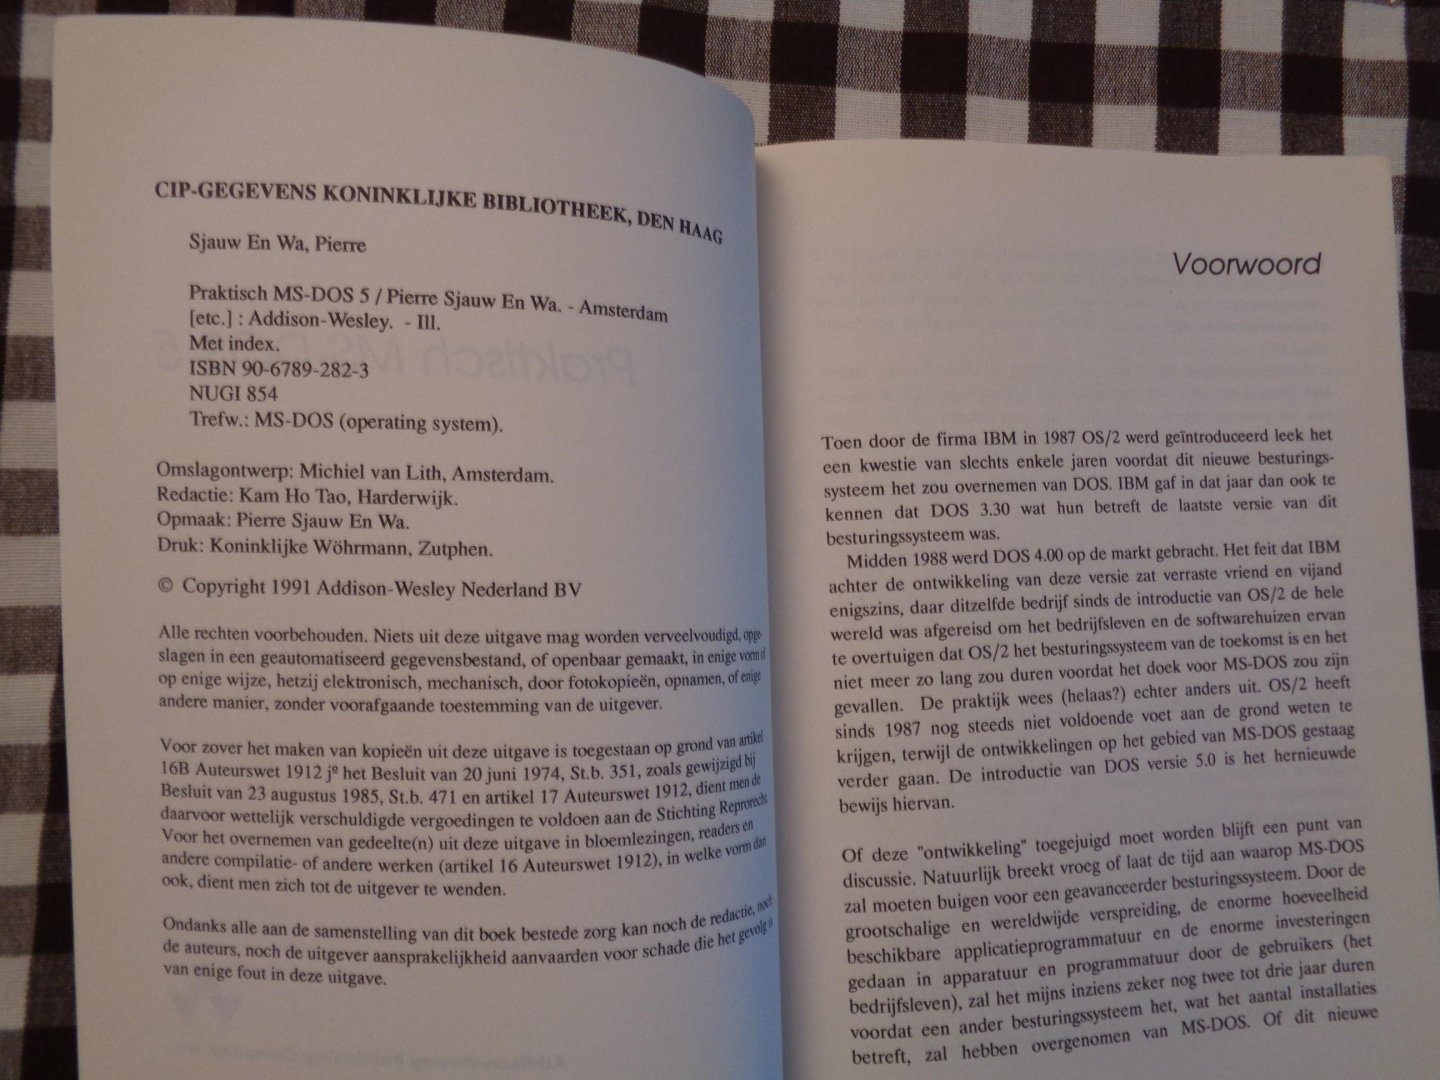 CIP-GEGEVENS KONINKLIJKE BIBLIOTHEEK, DEN HAAG
Sjauw En Wa, Pierre
Praktisch MS-DOS 5 / Pierre Sjauw En Wa. - Amsterdam
[etc.] : Addison-Wesley. - Ill.
Met index.
ISBN 90-6789-282-3
NUGI 854
Trefw.: MS-DOS (operating system).
Omslagontwerp: Michiel van Lith, Amsterdam.
Redactie: Kam Ho Tao, Harderwijk.
Opmaak: Pierre Sjauw En Wa.
Druk: Koninklijke Wöhrmann, Zutphen.
© Copyright 1991 Addison-Wesley Nederland BV
Alle rechten voorbehouden. Niets uit deze uitgave mag worden verveelvoudigd, opge-
slagen in een geautomatiseerd gegevensbestand, of openbaar gemaakt, in enige vorm of
op enige wijze, hetzij elektronisch, mechanisch, door fotokopieën, opnamen, of enige
andere manier, zonder voorafgaande toestemming van de uitgever.
Voor zover het maken van kopieën uit deze uitgave is toegestaan op grond van artikel
16B Auteurswet 1912 jº het Besluit van 20 juni 1974, St.b. 351, zoals gewijzigd bij
Besluit van 23 augustus 1985, St.b. 471 en artikel 17 Auteurswet 1912, dient men de
daarvoor wettelijk verschuldigde vergoedingen te voldoen aan de Stichting Reprorecht.
Voor het overnemen van gedeelte(n) uit deze uitgave in bloemlezingen, readers en
andere compilatie- of andere werken (artikel 16 Auteurswet 1912), in welke vorm dan
ook, dient men zich tot de uitgever te wenden.
Ondanks alle aan de samenstelling van dit boek bestede zorg kan noch de redactie, noch
de auteurs, noch de uitgever aansprakelijkheid aanvaarden voor schade die het gevolg is
van enige fout in deze uitgave.
Voorwoord
Toen door de firma IBM in 1987 OS/2 werd geïntroduceerd leek het
een kwestie van slechts enkele jaren voordat dit nieuwe besturings-
systeem het zou overnemen van DOS. IBM gaf in dat jaar dan ook te
kennen dat DOS 3.30 wat hun betreft de laatste versie van dit
besturingssysteem was.
Midden 1988 werd DOS 4.00 op de markt gebracht. Het feit dat IBM
achter de ontwikkeling van deze versie zat verraste vriend en vijand
enigszins, daar ditzelfde bedrijf sinds de introductie van OS/2 de hele
wereld was afgereisd om het bedrijfsleven en de softwarehuizen ervan
te overtuigen dat OS/2 het besturingssysteem van de toekomst is en het
niet meer zo lang zou duren voordat het doek voor MS-DOS zou zijn
gevallen. De praktijk wees (helaas?) echter anders uit. OS/2 heeft
sinds 1987 nog steeds niet voldoende voet aan de grond weten te
krijgen, terwijl de ontwikkelingen op het gebied van MS-DOS gestaag
verder gaan. De introductie van DOS versie 5.0 is het hernieuwde
bewijs hiervan.
Of deze "ontwikkeling" toegejuigd moet worden blijft een punt van
discussie. Natuurlijk breekt vroeg of laat de tijd aan waarop MS-DOS
zal moeten buigen voor een geavanceerder besturingssysteem. Door de
grootschalige en wereldwijde verspreiding, de enorme hoeveelheid
beschikbare applicatieprogrammatuur en de enorme investeringen
gedaan in apparatuur en programmatuur door de gebruikers (het
bedrijfsleven), zal het mijns inziens zeker nog twee tot drie jaar duren
voordat een ander besturingssysteem het, wat het aantal installaties
betreft, zal hebben overgenomen van MS-DOS. Of dit nieuwe